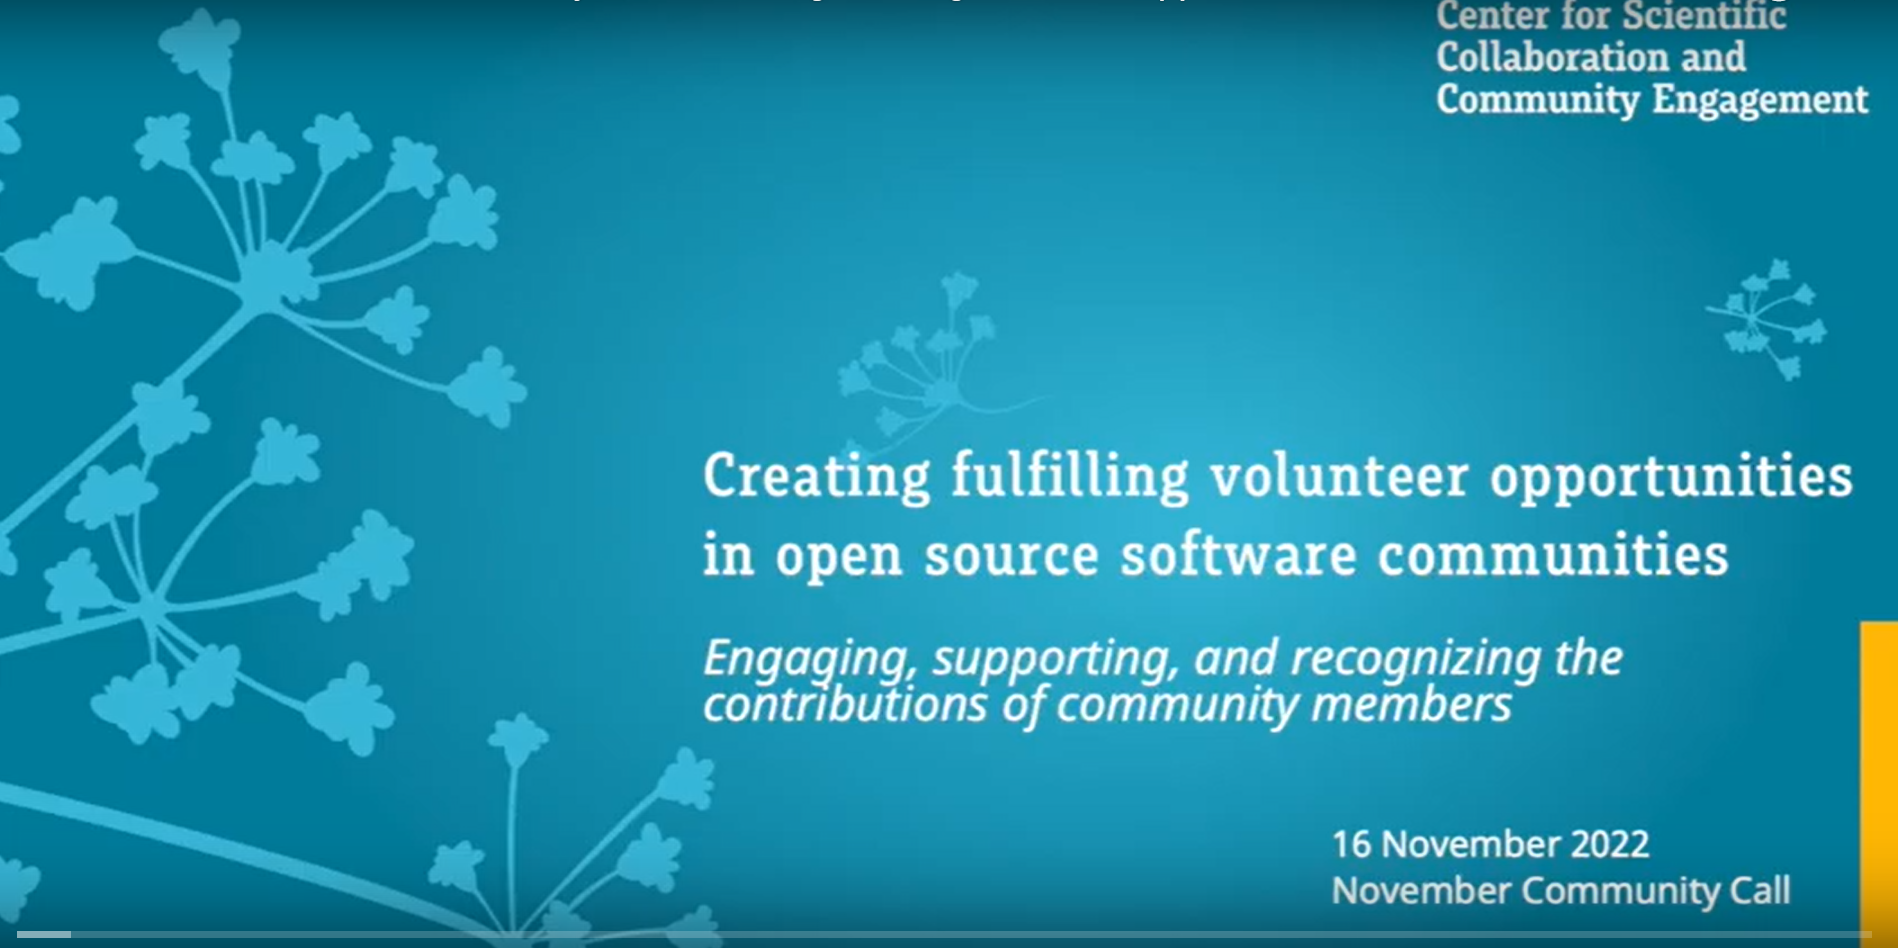 Center for Scientific
Collaboration and
Community Engagement
Creating fulfilling volunteer opportunities
in open source software communities
Engaging, supporting, and recognizing the
contributions of community members
16 November 2022
November Community Call